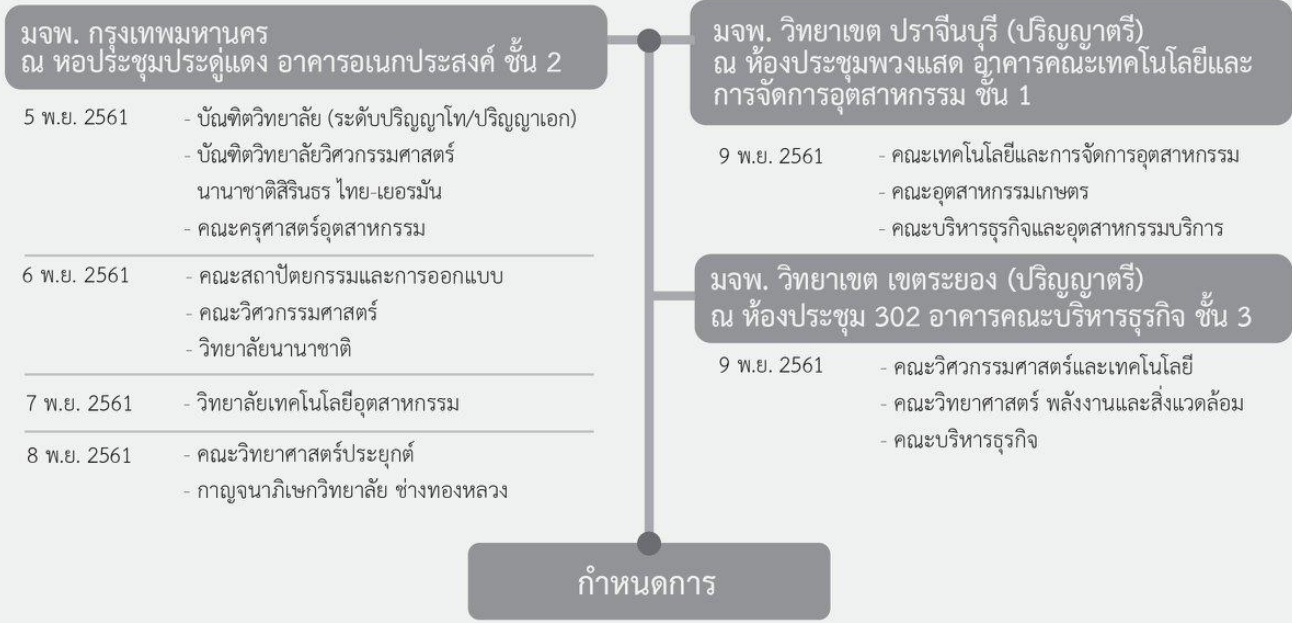 มจพ. กรุงเทพมหานคร
ณ หอประชุมประดู่แดง อาคารอเนกประสงค์ ชั้น 2
5 พ.ย. 2561 - บัณฑิตวิทยาลัย (ระดับปริญญาโท/ปริญญาเอก)
- บัณฑิตวิทยาลัยวิศวกรรมศาสตร์
นานาชาติสิรินธร ไทย-เยอรมัน
- คณะครุศาสตร์อุตสาหกรรม
6 พ.ย. 2561 - คณะสถาปัตยกรรมและการออกแบบ
- คณะวิศวกรรมศาสตร์
- วิทยาลัยนานาชาติ
7 พ.ย. 2561 - วิทยาลัยเทคโนโลยีอุตสาหกรรม
8 พ.ย. 2561 - คณะวิทยาศาสตร์ประยุกต์
- กาญจนาภิเษกวิทยาลัย ช่างทองหลวง
มจพ. วิทยาเขต ปราจีนบุรี (ปริญญาตรี)
ณ ห้องประชุมพวงแสด อาคารคณะเทคโนโลยีและ
การจัดการอุตสาหกรรม ชั้น 1
9 พ.ย. 2561 - คณะเทคโนโลยีและการจัดการอุตสาหกรรม
- คณะอุตสาหกรรมเกษตร
- คณะบริหารธุรกิจและอุตสาหกรรมบริการ
มจพ. วิทยาเขต เขตระยอง (ปริญญาตรี)
ณ ห้องประชุม 302 อาคารคณะบริหารธุรกิจ ชั้น 3
9 พ.ย. 2561 - คณะวิศวกรรมศาสตร์และเทคโนโลยี
- คณะวิทยาศาสตร์ พลังงานและสิ่งแวดล้อม
- คณะบริหารธุรกิจ
กำหนดการ